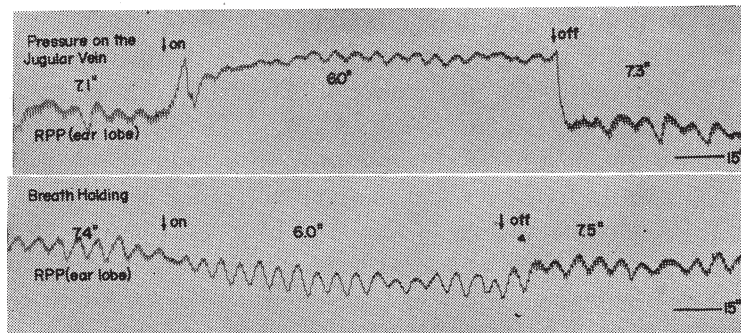 Pressure on the
Jugular Vein
↓on
↓off
7.1"
6.0"
7.3"
RPP (ear lobe)
15"
Breath Holding
↓on
↓off
7.4"
6.0"
7.5"
RPP(ear lobe)
15"